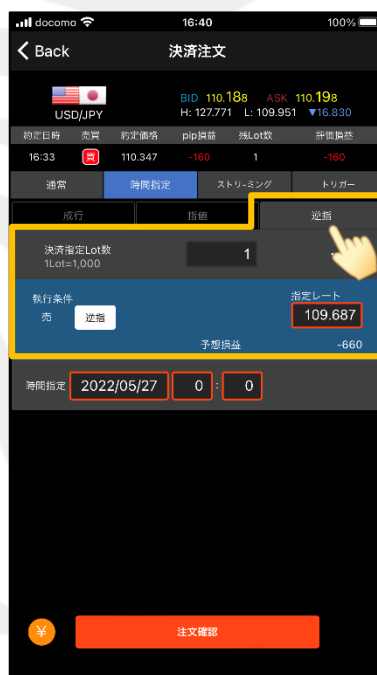 docomo 16:40 100%
Back 決済注文
BID 110.188 ASK 110.198
USD/JPY H: 127.771 L: 109.951 ▼16.830
約定日時 売買 約定価格 pip損益 残Lot数 評価損益
16:33 買 110.347 -160 1 -160
通常 時間指定 ストリーミング トリガー
成行 指値 逆指
決済指定Lot数 1
1Lot=1,000
執行条件 指定レート
売 逆指 109.687
予想損益 -660
時間指定 2022/05/27 0 : 0
¥ 注文確認